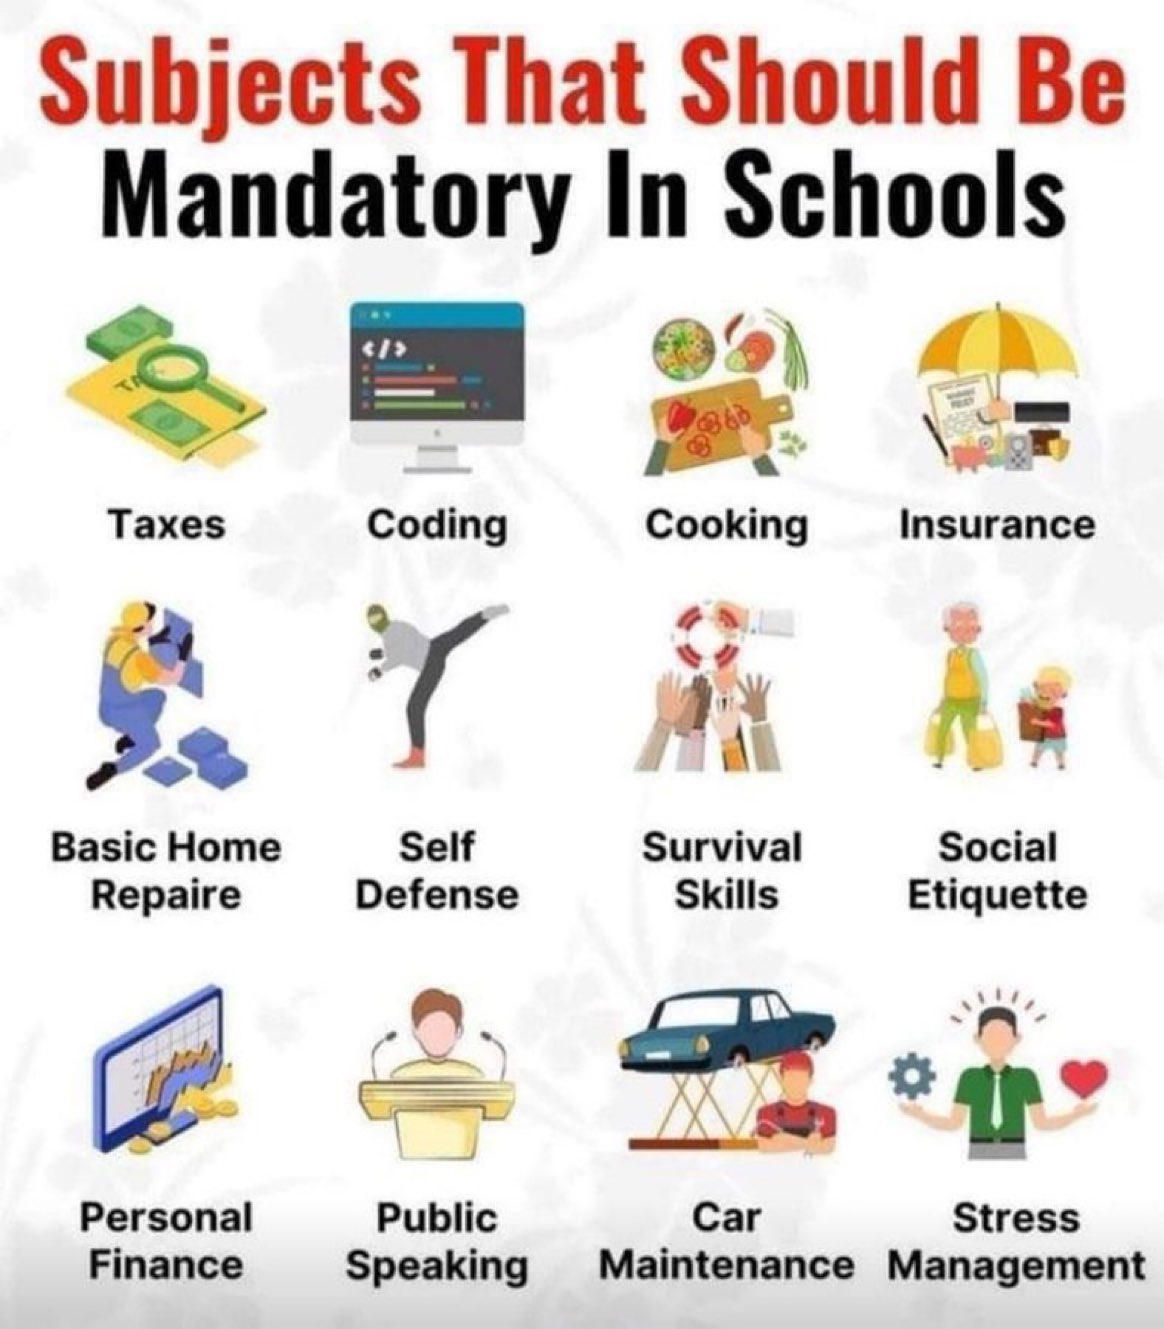 Subjects That Should Be
Mandatory In Schools
</>
Taxes
Coding
Cooking
Insurance
POLICY
Basic Home
Repaire
Self
Defense
Survival
Skills
Social
Etiquette
Personal
Finance
Public
Speaking
Car
Maintenance
Stress
Management